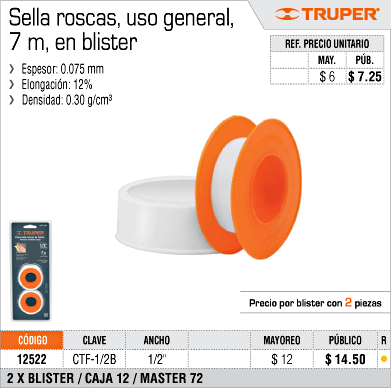 Sella roscas, uso general,
7 m, en blister
TRUPER
REF. PRECIO UNITARIO
MAY. PÚB.
$ 6 $ 7.25
› Espesor: 0.075 mm
› Elongación: 12%
› Densidad: 0.30 g/cm³
TRUPER
Precio por blister con 2 piezas
CÓDIGO CLAVE ANCHO MAYOREO PÚBLICO R
12522 CTF-1/2B 1/2" $ 12 $ 14.50
2 X BLISTER / CAJA 12 / MASTER 72